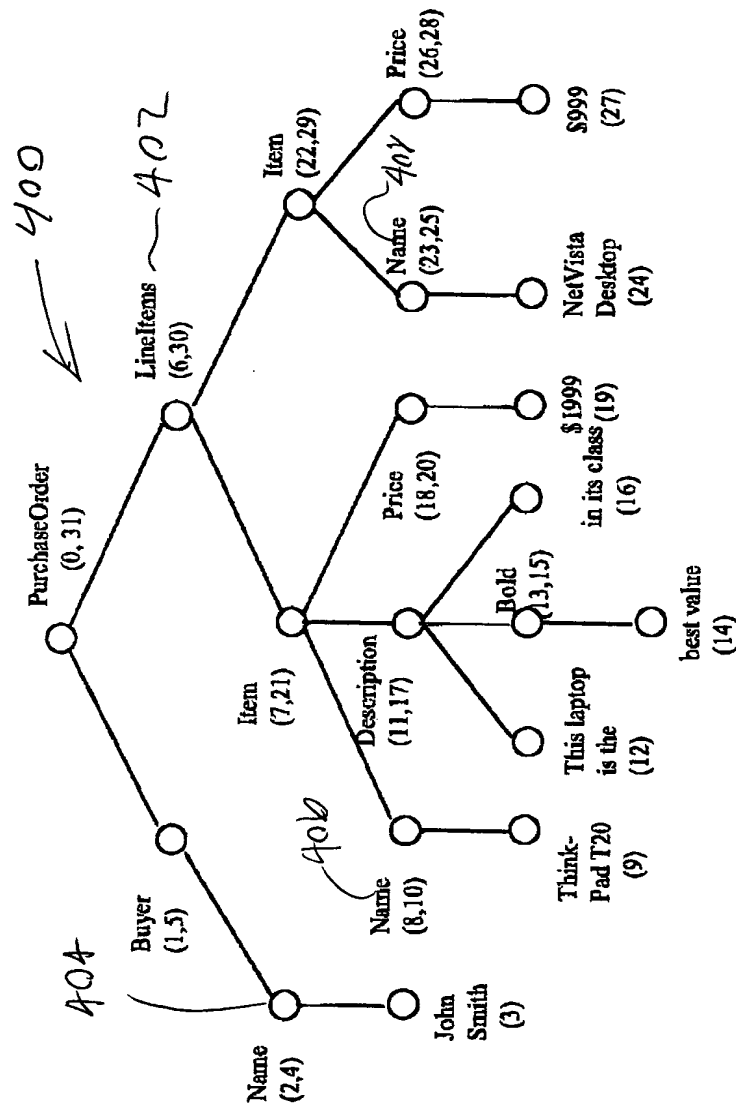 400
PurchaseOrder
(0, 31)
LineItems
(6,30)
402
Buyer
(1,5)
Item
(7,21)
Item
(22,29)
404
Name
(2,4)
406
Name
(8,10)
Description
(11,17)
Price
(18,20)
Name
(23,25)
408
Price
(26,28)
John
Smith
(3)
Think-
Pad T20
(9)
This laptop
is the
(12)
Bold
(13,15)
in its class
(16)
$1999
(19)
NetVista
Desktop
(24)
$999
(27)
best value
(14)